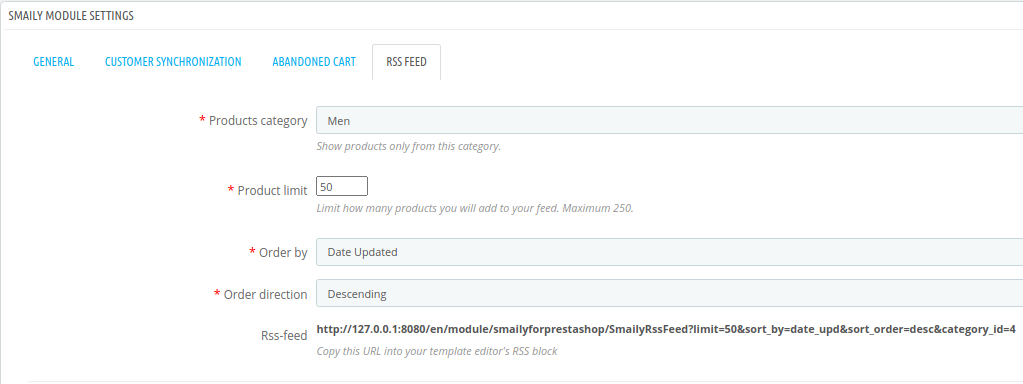 SMAILY MODULE SETTINGS
GENERAL CUSTOMER SYNCHRONIZATION ABANDONED CART RSS FEED
* Products category Men
Show products only from this category.
* Product limit 50
Limit how many products you will add to your feed. Maximum 250.
* Order by Date Updated
* Order direction Descending
Rss-feed http://127.0.0.1:8080/en/module/smailyforprestashop/SmailyRssFeed?limit=50&sort_by=date_upd&sort_order=desc&category_id=4
Copy this URL into your template editor's RSS block